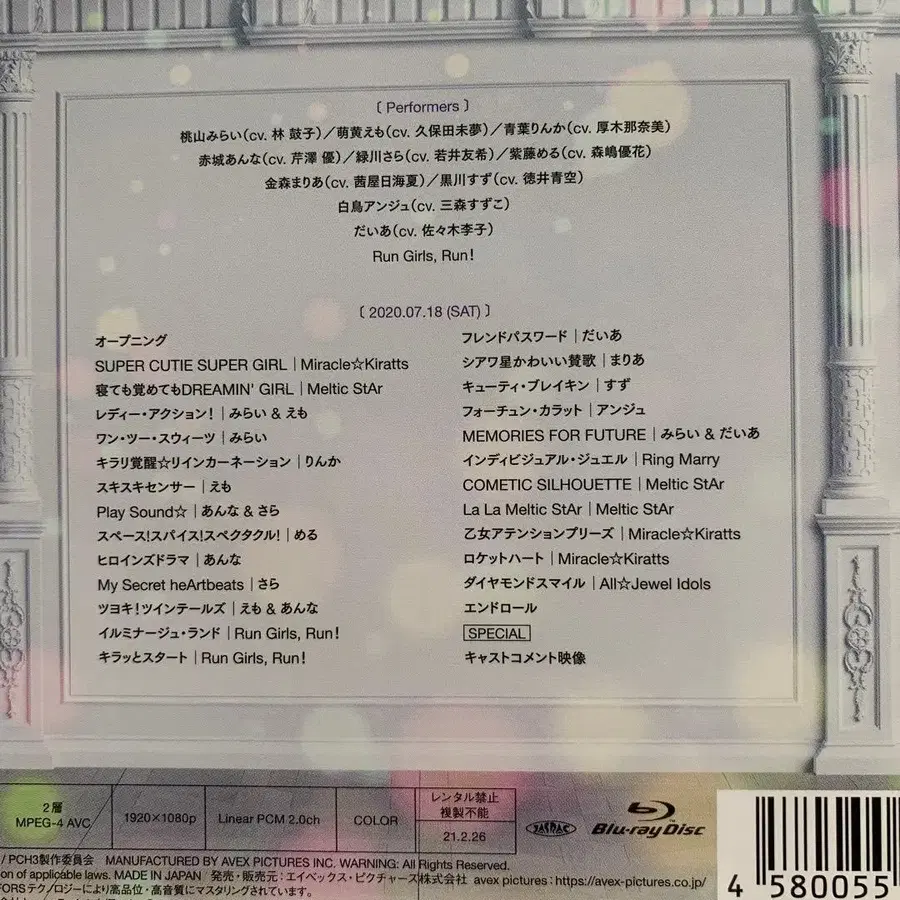 〔 Performers 〕
桃山みらい(cv. 林 鼓子)／萌黄えも(cv. 久保田未夢)／青葉りんか(cv. 厚木那奈美)
赤城あんな(cv. 芹澤 優)／緑川さら(cv. 若井友希)／紫藤める(cv. 森嶋優花)
金森まりあ(cv. 茜屋日海夏)／黒川すず(cv. 徳井青空)
白鳥アンジュ(cv. 三森すずこ)
だいあ(cv. 佐々木李子)
Run Girls, Run!
〔 2020.07.18 (SAT) 〕
オープニング
SUPER CUTIE SUPER GIRL｜Miracle☆Kiratts
寝ても覚めてもDREAMIN' GIRL｜Meltic StAr
レディー・アクション!｜みらい & えも
ワン・ツー・スウィーツ｜みらい
キラリ覚醒☆リインカーネーション｜りんか
スキスキセンサー｜えも
Play Sound☆｜あんな & さら
スペース!スパイス!スペクタクル!｜める
ヒロインズドラマ｜あんな
My Secret heArtbeats｜さら
ツヨキ!ツインテールズ｜えも & あんな
イルミナージュ・ランド｜Run Girls, Run!
キラッとスタート｜Run Girls, Run!
フレンドパスワード｜だいあ
シアワ星かわいい賛歌｜まりあ
キューティ・ブレイキン｜すず
フォーチュン・カラット｜アンジュ
MEMORIES FOR FUTURE｜みらい & だいあ
インディビジュアル・ジュエル｜Ring Marry
COMETIC SILHOUETTE｜Meltic StAr
La La Meltic StAr｜Meltic StAr
乙女アテンションプリーズ｜Miracle☆Kiratts
ロケットハート｜Miracle☆Kiratts
ダイヤモンドスマイル｜All☆Jewel Idols
エンドロール
SPECIAL
キャストコメント映像
2層
MPEG-4 AVC
1920×1080p
Linear PCM 2.0ch
COLOR
レンタル禁止
複製不能
21.2.26
JASRAC
Blu-ray Disc
/ PCH3製作委員会 MANUFACTURED BY AVEX PICTURES INC. WARNING: All Rights Reserved.
on of applicable laws. MADE IN JAPAN 発売・販売元:エイベックス・ピクチャーズ株式会社 avex pictures:https://avex-pictures.co.jp/
FORSテクノロジーにより高品位・高音質にマスタリングされています。
4 580055